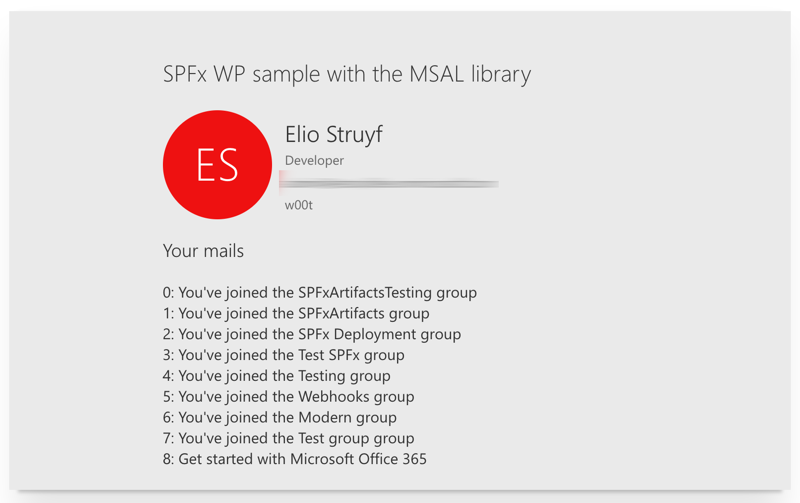 SPFx WP sample with the MSAL library
ES
Elio Struyf
Developer
w00t
Your mails
0: You've joined the SPFxArtifactsTesting group
1: You've joined the SPFxArtifacts group
2: You've joined the SPFx Deployment group
3: You've joined the Test SPFx group
4: You've joined the Testing group
5: You've joined the Webhooks group
6: You've joined the Modern group
7: You've joined the Test group group
8: Get started with Microsoft Office 365